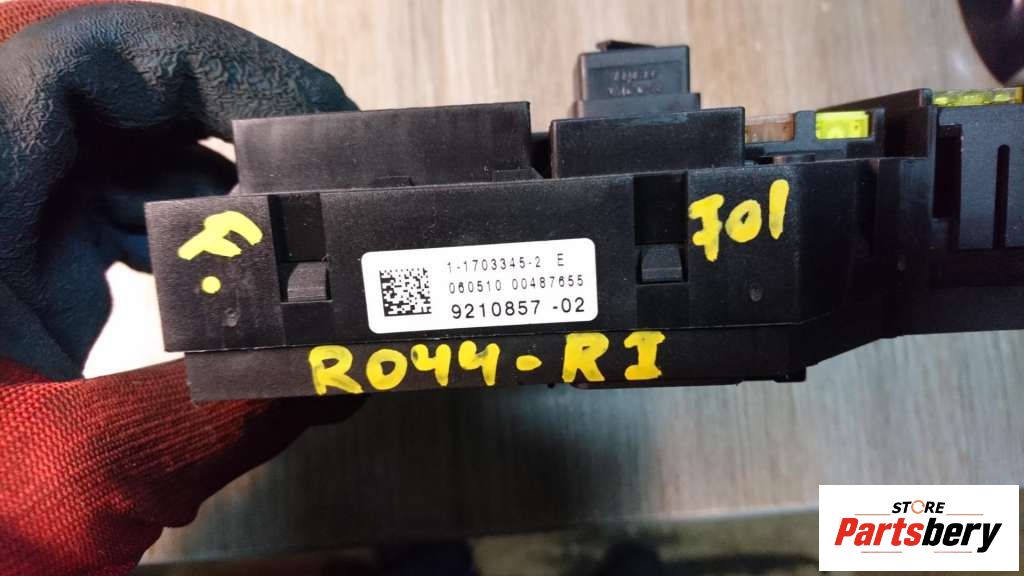 701
1-1703345-2 E
060510 00487655
9210857 -02
R044-RI
STORE
Partsbery